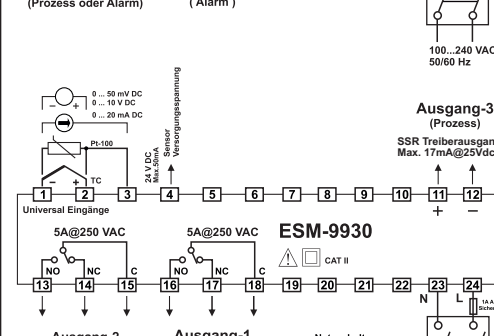 (Prozess oder Alarm)
( Alarm )
100...240 VAC
50/60 Hz
0 ... 50 mV DC
0 ... 10 V DC
0 ... 20 mA DC
− +
Pt-100
− + TC
24 V DC
Max.50mA
Sensor
Versorgungsspannung
Ausgang-3
(Prozess)
SSR Treiberausgan
Max. 17mA@25Vdc
1 2 3 4 5 6 7 8 9 10 11 12
Universal Eingänge
+ −
5A@250 VAC
5A@250 VAC
ESM-9930
CAT II
NO NC C
NO NC C
13 14 15 16 17 18 19 20 21 22 23 24
N L
1A A
Ausgang-2
Ausgang-1